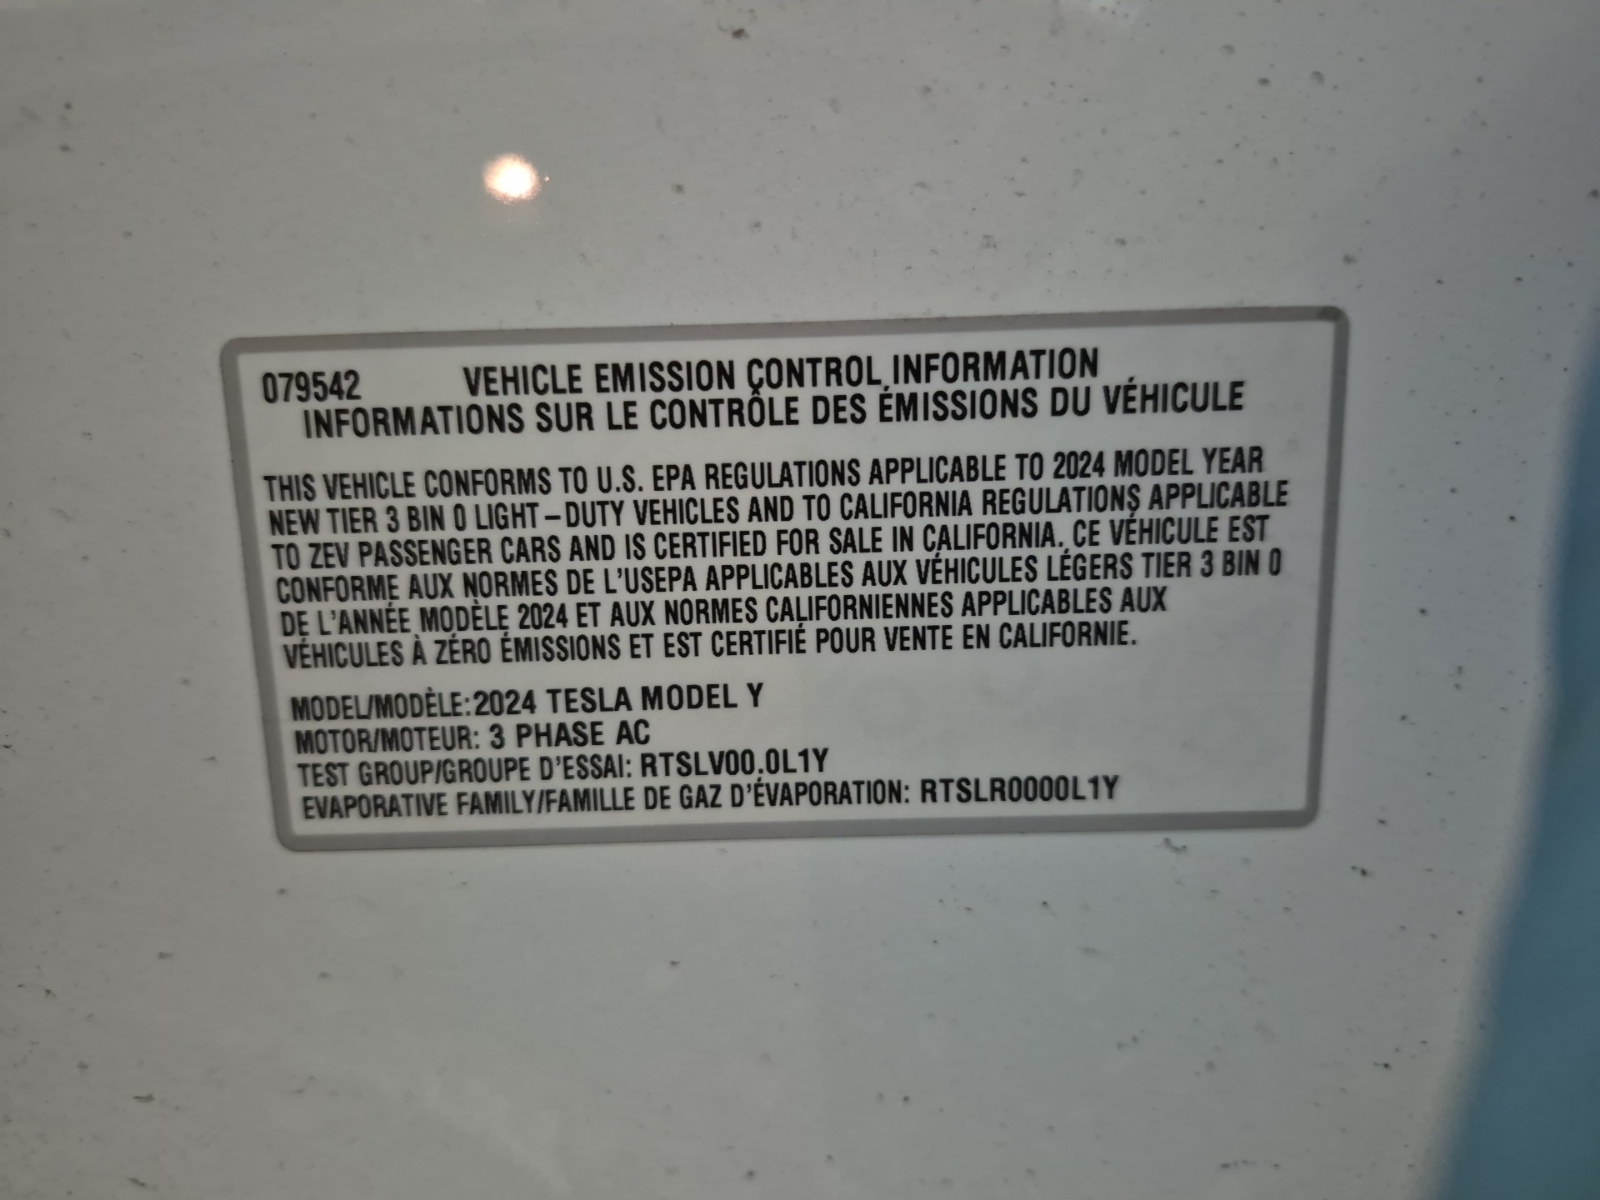 079542 VEHICLE EMISSION CONTROL INFORMATION
INFORMATIONS SUR LE CONTRÔLE DES ÉMISSIONS DU VÉHICULE
THIS VEHICLE CONFORMS TO U.S. EPA REGULATIONS APPLICABLE TO 2024 MODEL YEAR
NEW TIER 3 BIN 0 LIGHT-DUTY VEHICLES AND TO CALIFORNIA REGULATIONS APPLICABLE
TO ZEV PASSENGER CARS AND IS CERTIFIED FOR SALE IN CALIFORNIA. CE VÉHICULE EST
CONFORME AUX NORMES DE L'USEPA APPLICABLES AUX VÉHICULES LÉGERS TIER 3 BIN 0
DE L'ANNÉE MODÈLE 2024 ET AUX NORMES CALIFORNIENNES APPLICABLES AUX
VÉHICULES À ZÉRO ÉMISSIONS ET EST CERTIFIÉ POUR VENTE EN CALIFORNIE.
MODEL/MODÈLE: 2024 TESLA MODEL Y
MOTOR/MOTEUR: 3 PHASE AC
TEST GROUP/GROUPE D'ESSAI: RTSLV00.0L1Y
EVAPORATIVE FAMILY/FAMILLE DE GAZ D'ÉVAPORATION: RTSLR0000L1Y